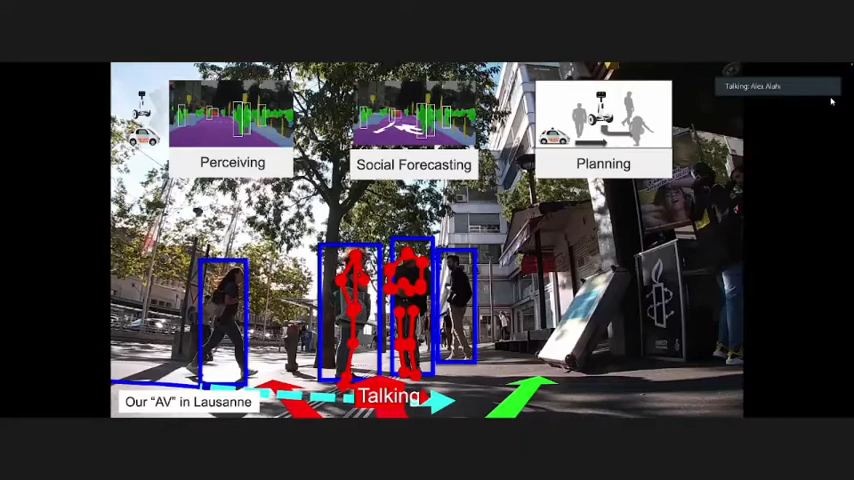 Talking: Alex Alahi
Perceiving
Social Forecasting
Planning
Our “AV” in Lausanne
Talking